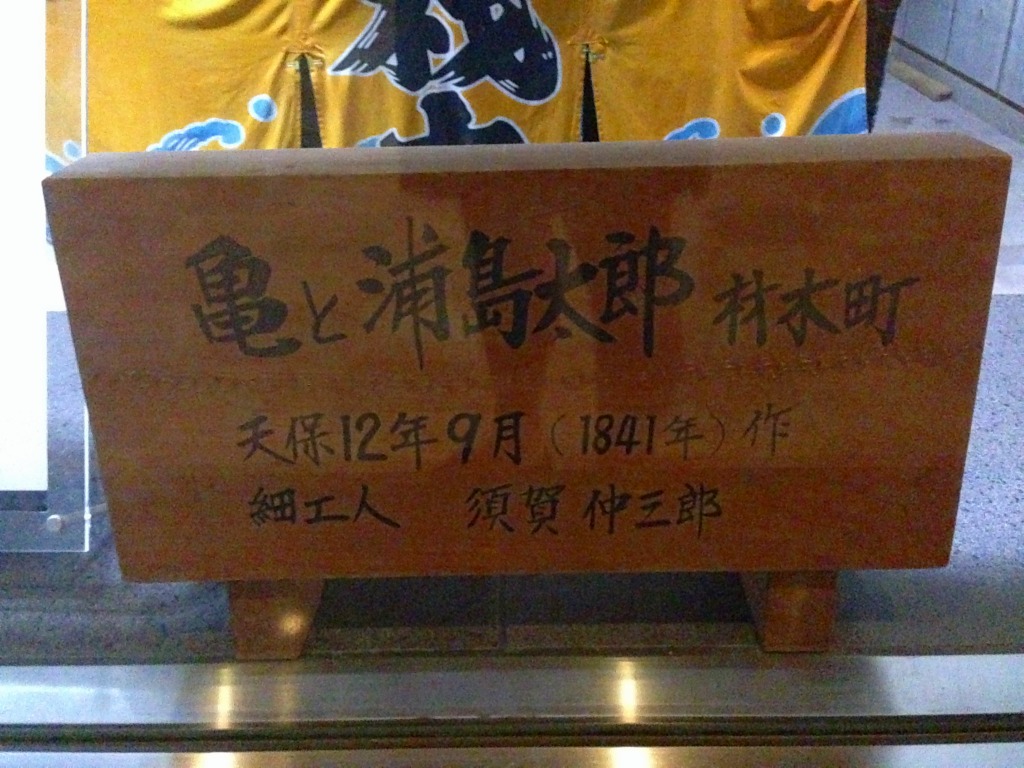 亀と浦島太郎 材木町
天保12年9月(1841年)作
細工人 須賀仲三郎